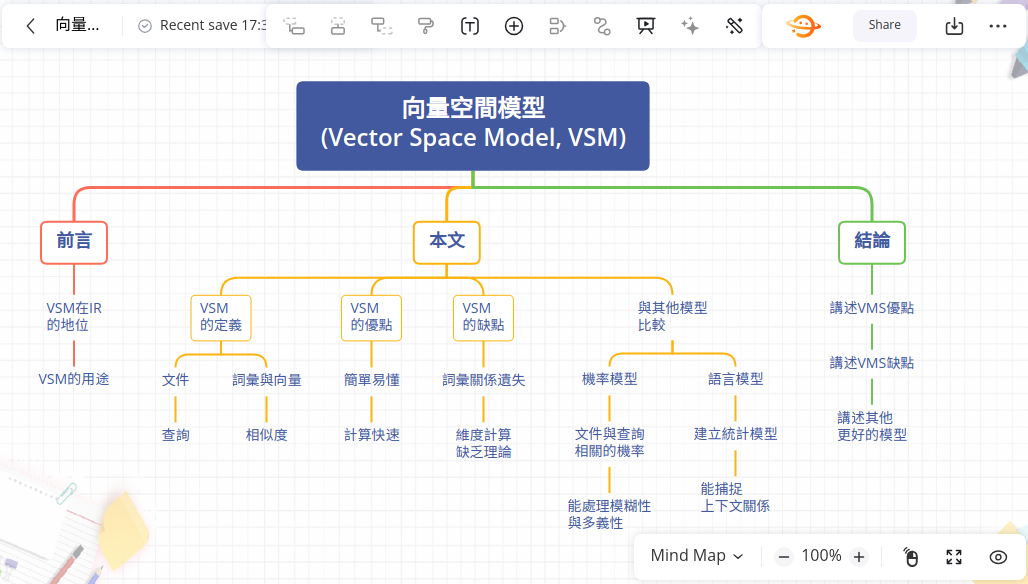 向量...
Recent save 17:3
Share
向量空間模型
(Vector Space Model, VSM)
前言
本文
結論
VSM在IR
的地位
VSM的用途
VSM
的定義
文件
查詢
詞彙與向量
相似度
VSM
的優點
簡單易懂
計算快速
VSM
的缺點
詞彙關係遺失
維度計算
缺乏理論
與其他模型
比較
機率模型
文件與查詢
相關的機率
能處理模糊性
與多義性
語言模型
建立統計模型
能捕捉
上下文關係
講述VMS優點
講述VMS缺點
講述其他
更好的模型
Mind Map
100%